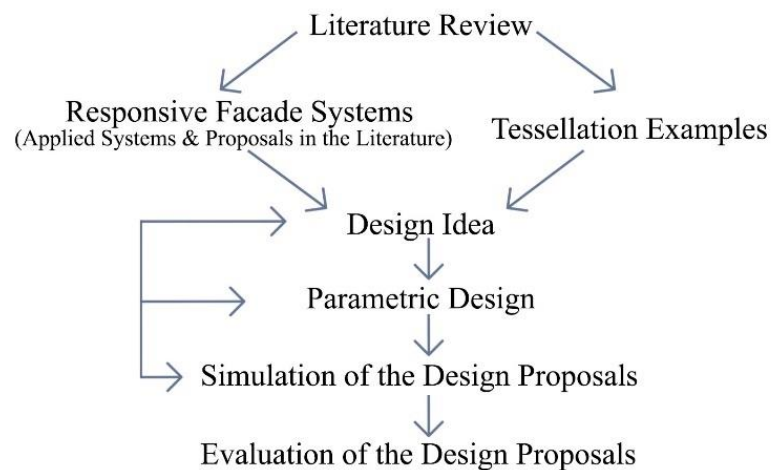 Literature Review
Responsive Facade Systems
(Applied Systems & Proposals in the Literature)
Tessellation Examples
Design Idea
Parametric Design
Simulation of the Design Proposals
Evaluation of the Design Proposals